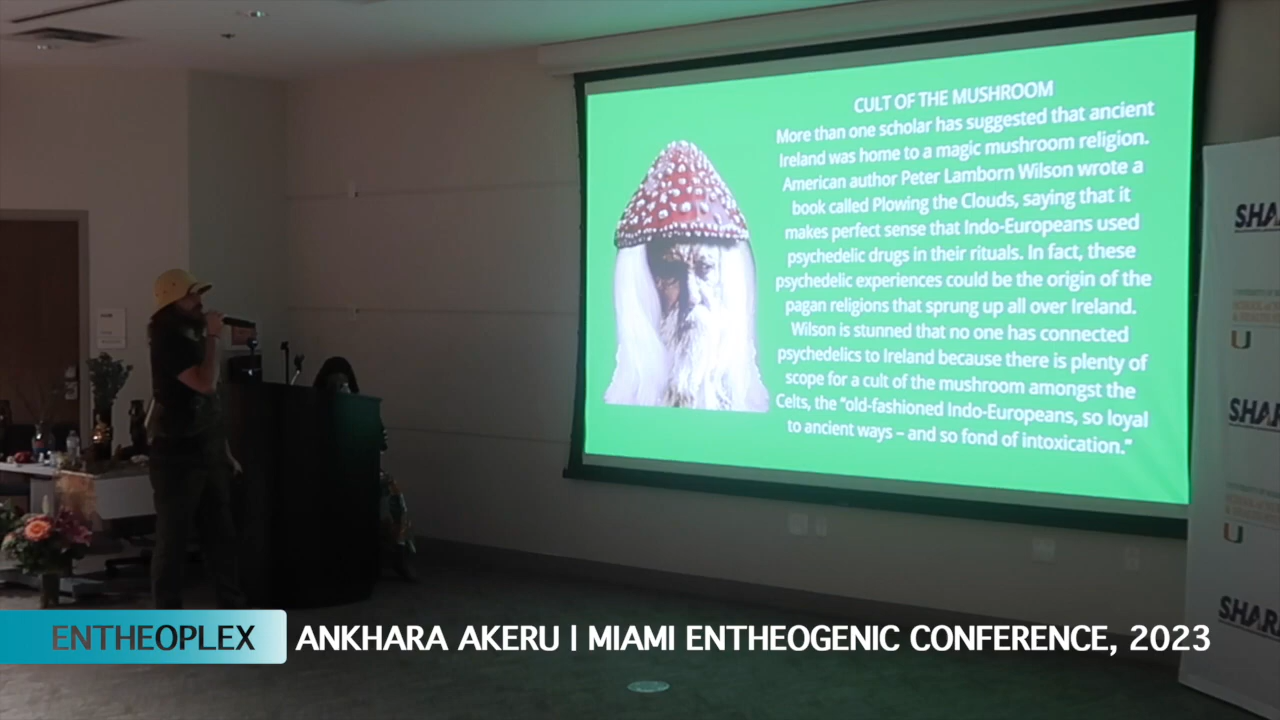 CULT OF THE MUSHROOM
More than one scholar has suggested that ancient
Ireland was home to a magic mushroom religion.
American author Peter Lamborn Wilson wrote a
book called Plowing the Clouds, saying that it
makes perfect sense that Indo-Europeans used
psychedelic drugs in their rituals. In fact, these
psychedelic experiences could be the origin of the
pagan religions that sprung up all over Ireland.
Wilson is stunned that no one has connected
psychedelics to Ireland because there is plenty of
scope for a cult of the mushroom amongst the
Celts, the “old-fashioned Indo-Europeans, so loyal
to ancient ways – and so fond of intoxication.”
SHA
U
SHAR
U
SHAR
ENTHEOPLEX
ANKHARA AKERU | MIAMI ENTHEOGENIC CONFERENCE, 2023